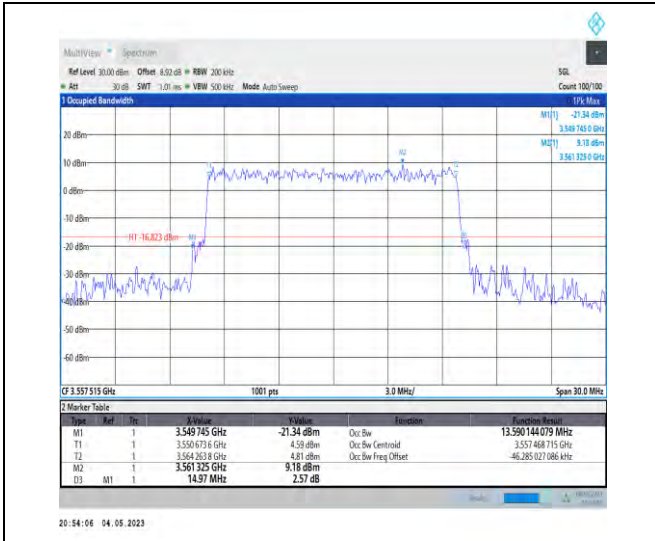 MultiView Spectrum
Ref Level 30.00 dBm Offset 8.92 dB RBW 200 kHz SGL
Att 30 dB SWT 1.01 ms VBW 500 kHz Mode Auto Sweep Count 100/100
1 Occupied Bandwidth 1Pk Max
M1[1] -21.34 dBm
3.549 745 0 GHz
M2[1] 9.18 dBm
3.561 325 0 GHz
20 dBm
M2
10 dBm
0 dBm
-10 dBm
H1 -16.823 dBm M1
-30 dBm
-40 dBm
-50 dBm
-60 dBm
CF 3.557 515 GHz 1001 pts 3.0 MHz/ Span 30.0 MHz
2 Marker Table
Type Ref Trc X-Value Y-Value Function Function Result
M1 1 3.549 745 GHz -21.34 dBm Occ Bw 13.590 144 079 MHz
T1 1 3.550 673 6 GHz 4.59 dBm Occ Bw Centroid 3.557 468 715 GHz
T2 1 3.564 263 8 GHz 4.81 dBm Occ Bw Freq Offset -46.285 027 086 kHz
M2 1 3.561 325 GHz 9.18 dBm
D3 M1 1 14.97 MHz 2.57 dB
20:54:06 04.05.2023